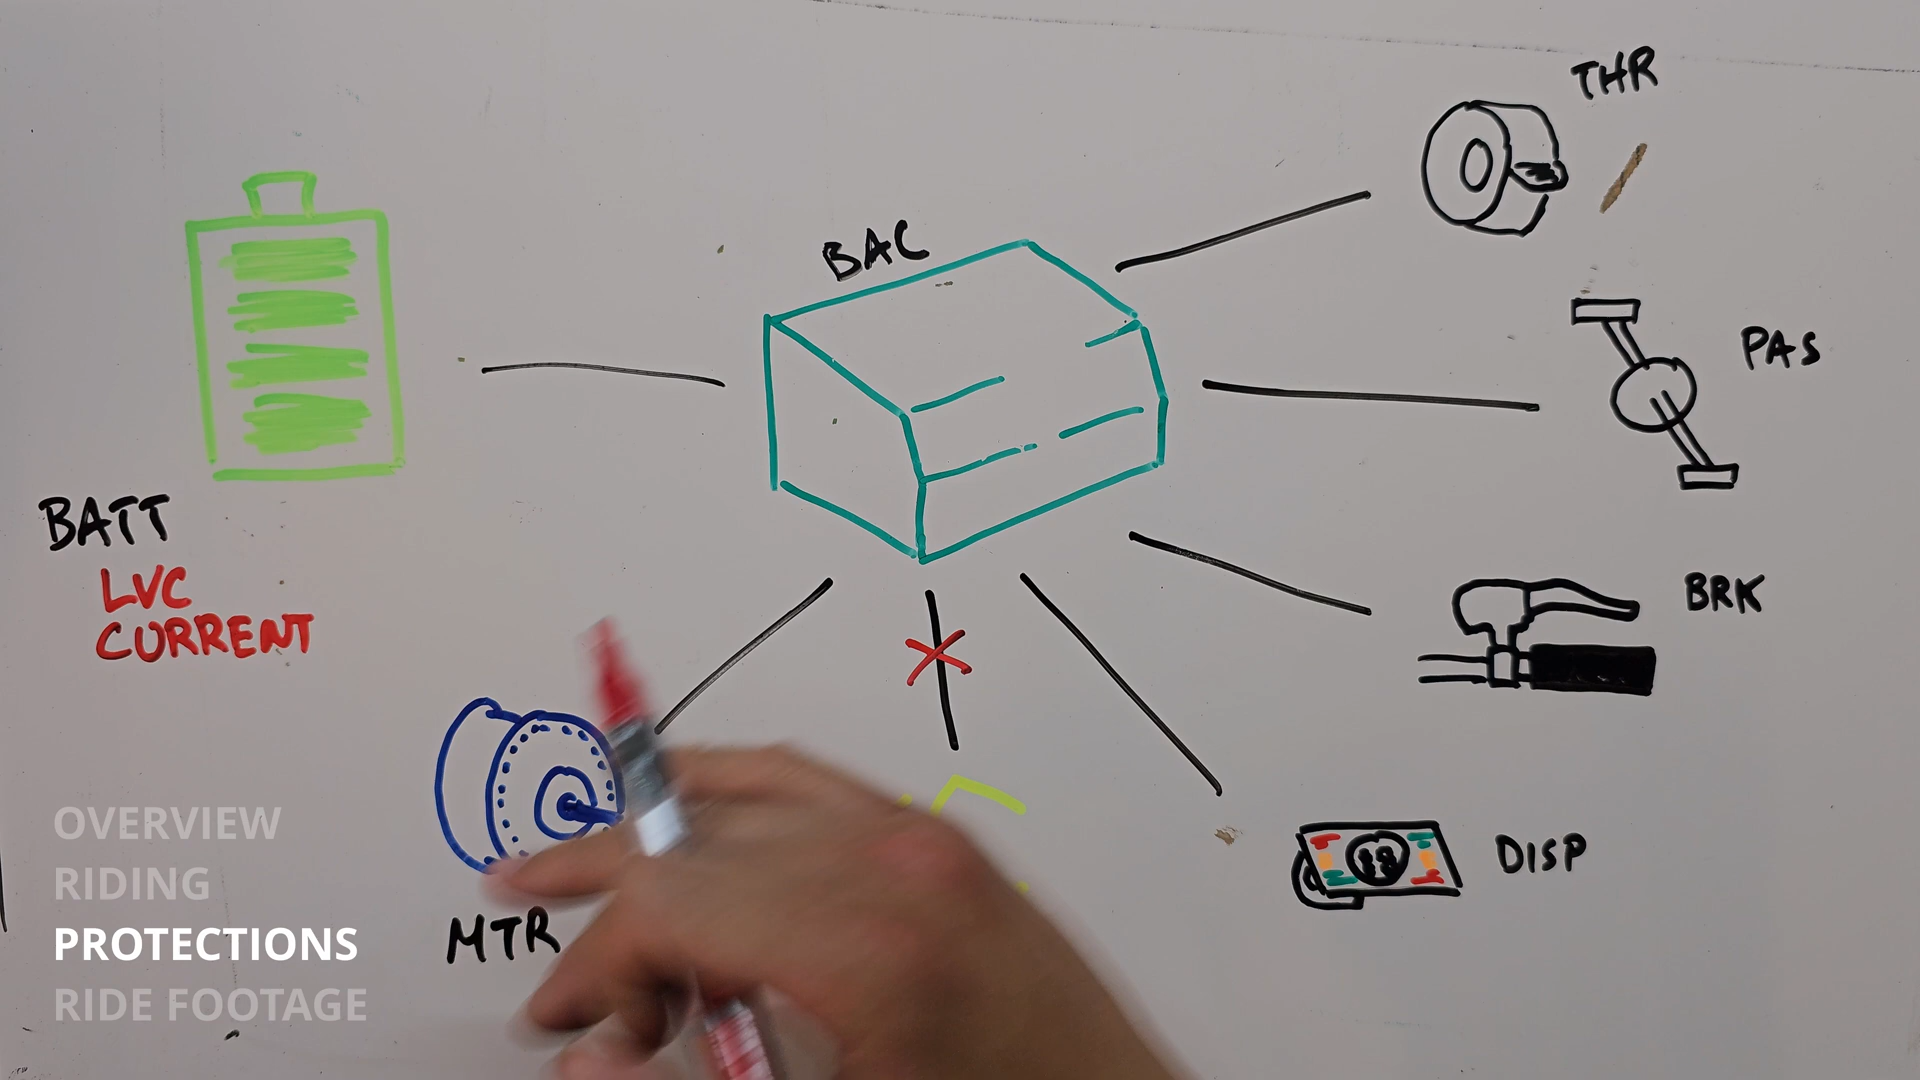 THR
BAC
PAS
BATT
LVC
CURRENT
BRK
DISP
MTR
OVERVIEW
RIDING
PROTECTIONS
RIDE FOOTAGE